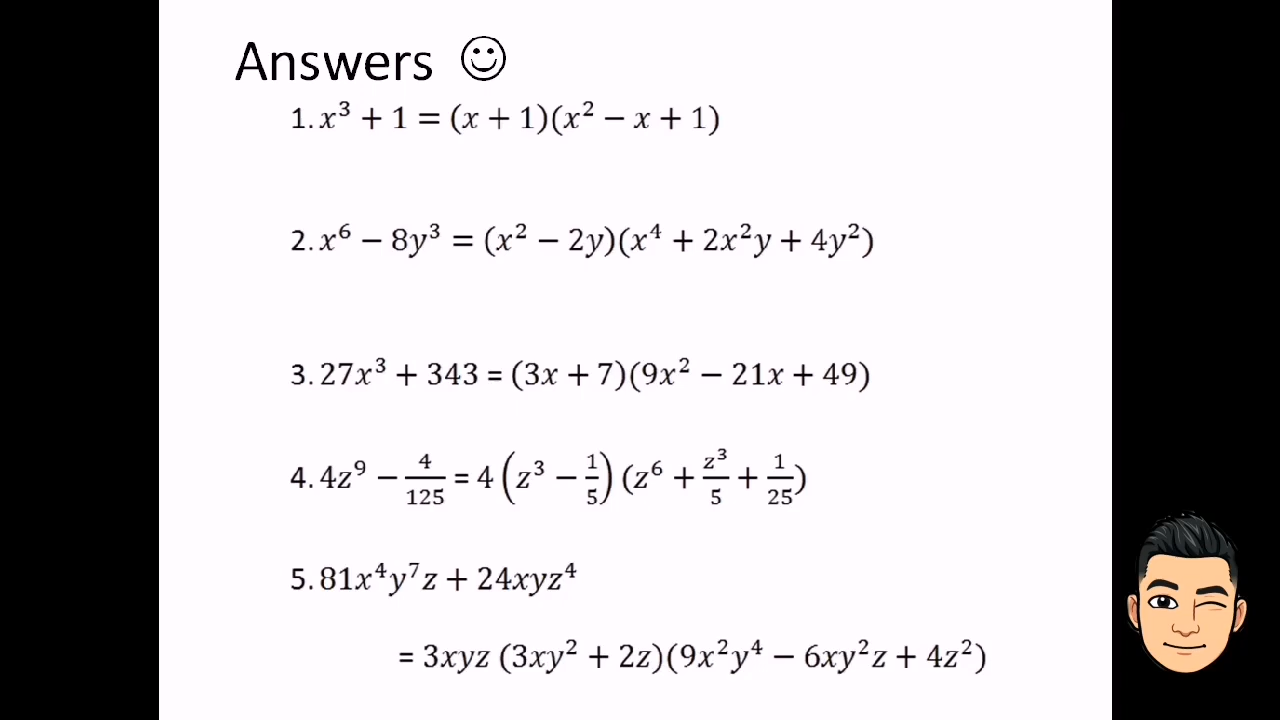 Answers ☺
1. x³ + 1 = (x + 1)(x² − x + 1)
2. x⁶ − 8y³ = (x² − 2y)(x⁴ + 2x²y + 4y²)
3. 27x³ + 343 = (3x + 7)(9x² − 21x + 49)
4. 4z⁹ − 4/125 = 4 (z³ − 1/5) (z⁶ + z³/5 + 1/25)
5. 81x⁴y⁷z + 24xyz⁴
= 3xyz (3xy² + 2z)(9x²y⁴ − 6xy²z + 4z²)